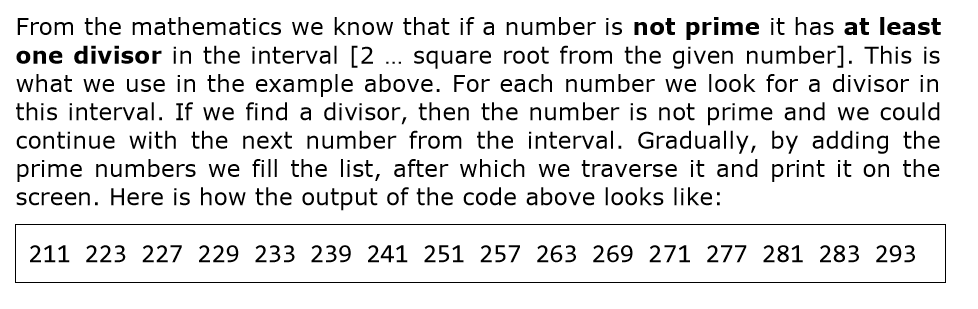 From the mathematics we know that if a number is not prime it has at least
one divisor in the interval [2 … square root from the given number]. This is
what we use in the example above. For each number we look for a divisor in
this interval. If we find a divisor, then the number is not prime and we could
continue with the next number from the interval. Gradually, by adding the
prime numbers we fill the list, after which we traverse it and print it on the
screen. Here is how the output of the code above looks like:
211 223 227 229 233 239 241 251 257 263 269 271 277 281 283 293